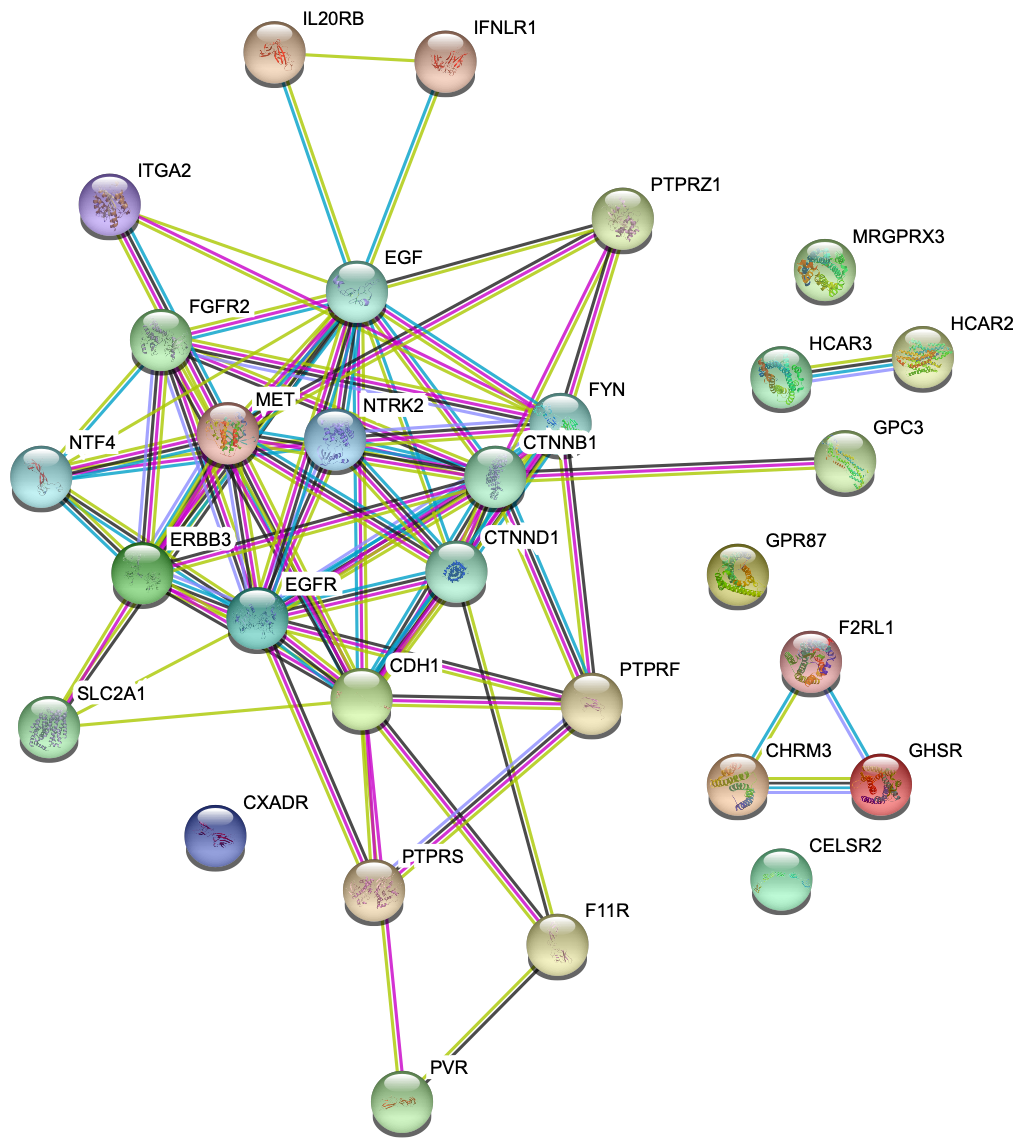 IL20RB
IFNLR1
ITGA2
PTPRZ1
MRGPRX3
EGF
FGFR2
HCAR2
HCAR3
FYN
MET
NTRK2
CTNNB1
GPC3
NTF4
CTNND1
ERBB3
GPR87
EGFR
F2RL1
CDH1
PTPRF
SLC2A1
CHRM3
GHSR
CXADR
CELSR2
PTPRS
F11R
PVR